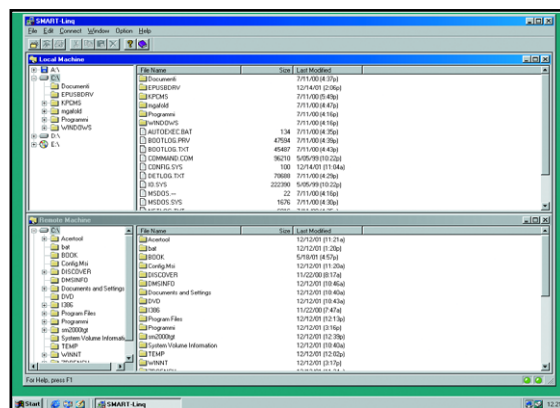 SMART-Linq
File Edit Connect Window Option Help
Local Machine
A:\
C:\
Documenti
EPUSBDRV
KPCMS
mgafold
Programmi
WINDOWS
D:\
E:\
File Name Size Last Modified
Documenti 7/11/00 (4:37p)
EPUSBDRV 12/14/01 (2:06p)
KPCMS 7/11/00 (5:49p)
mgafold 7/11/00 (4:47p)
Programmi 7/11/00 (4:16p)
WINDOWS 7/11/00 (4:16p)
AUTOEXEC.BAT 134 7/11/00 (4:35p)
BOOTLOG.PRV 47594 7/11/00 (4:39p)
BOOTLOG.TXT 45487 7/11/00 (4:43p)
COMMAND.COM 96210 5/05/99 (10:22p)
CONFIG.SYS 100 12/14/01 (11:04a)
DETLOG.TXT 78680 7/11/00 (4:29p)
IO.SYS 222390 5/05/99 (10:22p)
MSDOS.--- 22 7/11/00 (4:16p)
MSDOS.SYS 1676 7/11/00 (4:30p)
Remote Machine
C:\
Acertool
bat
BOOK
Config.Msi
DISCOVER
DMSINFO
Documents and Settings
DVD
I386
Program Files
Programmi
sm2000tgt
System Volume Informatio
TEMP
WINNT
File Name Size Last Modified
Acertool 12/12/01 (11:21a)
bat 12/12/01 (1:20p)
BOOK 5/18/01 (4:57p)
Config.Msi 12/12/01 (11:20a)
DISCOVER 11/22/00 (8:17a)
DMSINFO 12/12/01 (10:46a)
Documents and Settings 12/12/01 (10:40a)
DVD 12/12/01 (10:43a)
I386 11/22/00 (7:47a)
Program Files 12/12/01 (12:13p)
Programmi 12/12/01 (3:16p)
sm2000tgt 12/12/01 (12:39p)
System Volume Information 12/12/01 (10:40a)
TEMP 12/12/01 (12:02p)
WINNT 12/12/01 (3:17p)
For Help, press F1
Start SMART-Linq